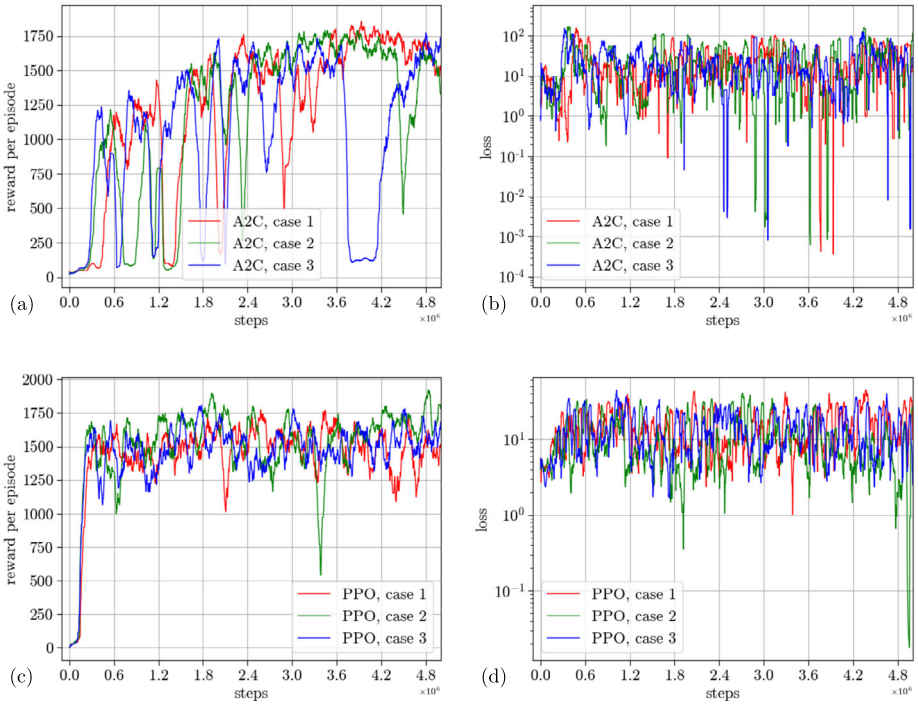 1750
1500
1250
1000
750
500
250
0
reward per episode
A2C, case 1
A2C, case 2
A2C, case 3
0.0 0.6 1.2 1.8 2.4 3.0 3.6 4.2 4.8
×10⁶
steps
(a)
10²
10¹
10⁰
10⁻¹
10⁻²
10⁻³
10⁻⁴
loss
A2C, case 1
A2C, case 2
A2C, case 3
0.0 0.6 1.2 1.8 2.4 3.0 3.6 4.2 4.8
×10⁶
steps
(b)
2000
1750
1500
1250
1000
750
500
250
0
reward per episode
PPO, case 1
PPO, case 2
PPO, case 3
0.0 0.6 1.2 1.8 2.4 3.0 3.6 4.2 4.8
×10⁶
steps
(c)
10¹
10⁰
10⁻¹
loss
PPO, case 1
PPO, case 2
PPO, case 3
0.0 0.6 1.2 1.8 2.4 3.0 3.6 4.2 4.8
×10⁶
steps
(d)